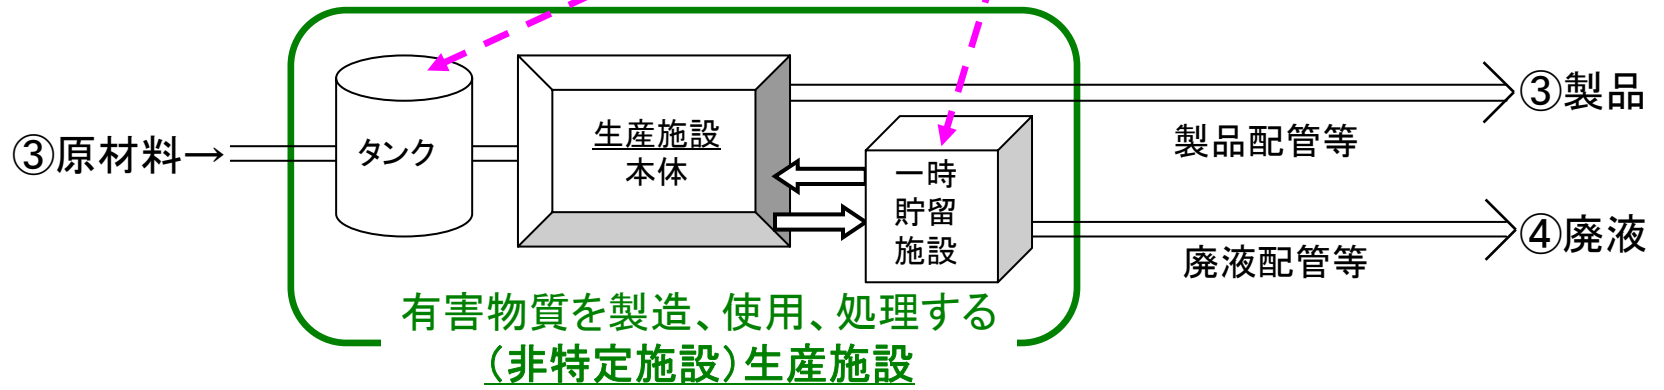 ③原材料→
タンク
生産施設
本体
一時
貯留
施設
③製品
製品配管等
④廃液
廃液配管等
有害物質を製造、使用、処理する
（非特定施設）生産施設